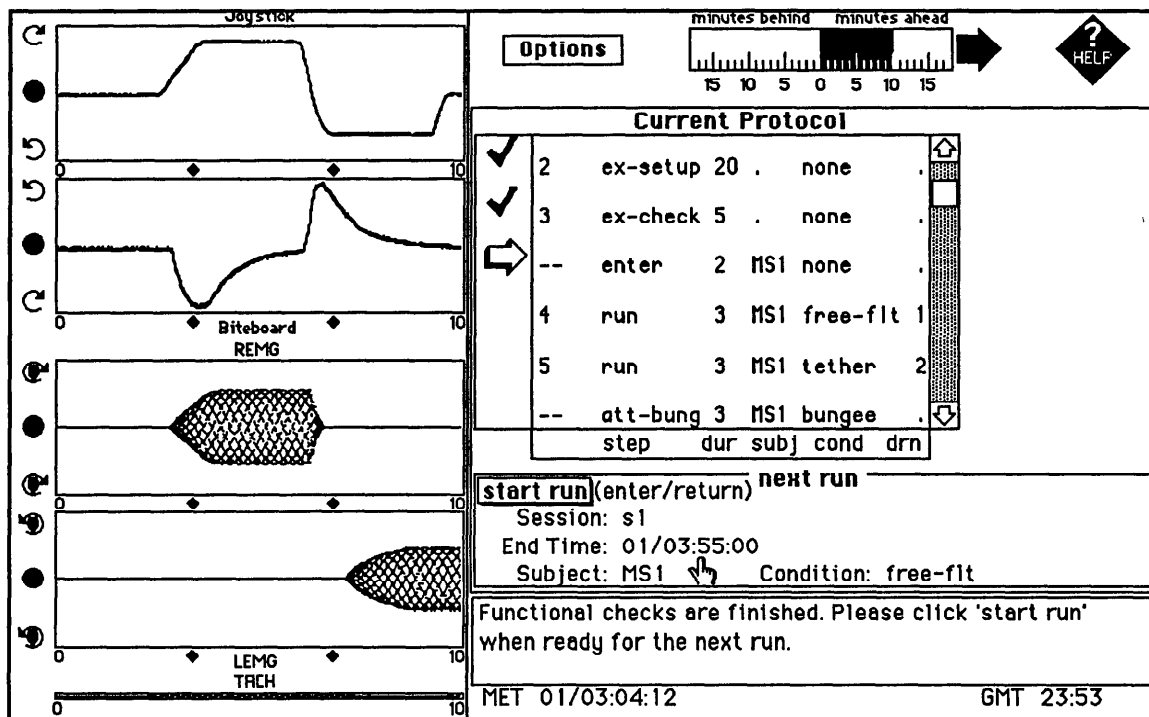 Joystick
0 10
0 10
Biteboard
REMG
0 10
0 10
LEMG
TACH
0 10
Options
minutes behind minutes ahead
15 10 5 0 5 10 15
?
HELP
Current Protocol
2 ex-setup 20 . none .
3 ex-check 5 . none .
-- enter 2 MS1 none .
4 run 3 MS1 free-flt 1
5 run 3 MS1 tether 2
-- att-bung 3 MS1 bungee .
step dur subj cond drn
next run
start run (enter/return)
Session: s1
End Time: 01/03:55:00
Subject: MS1 Condition: free-flt
Functional checks are finished. Please click 'start run'
when ready for the next run.
MET 01/03:04:12 GMT 23:53